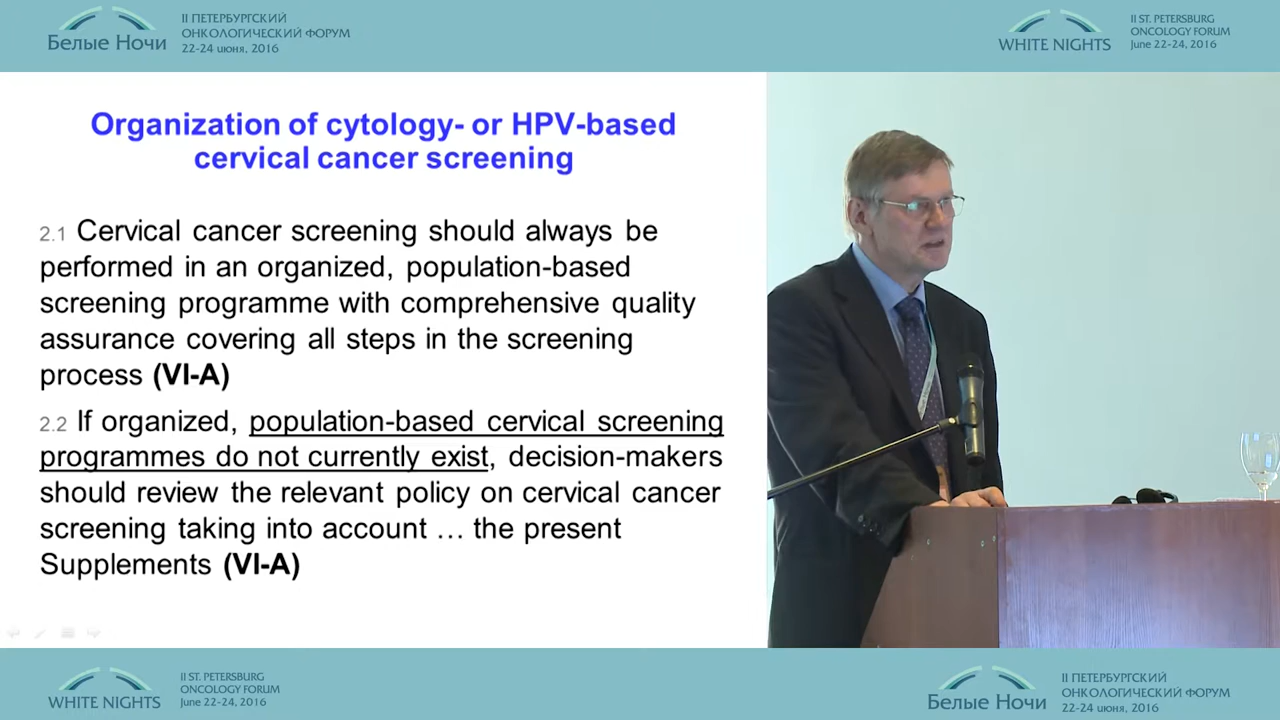 Белые Ночи
II ПЕТЕРБУРГСКИЙ
ОНКОЛОГИЧЕСКИЙ ФОРУМ
22-24 июня, 2016
WHITE NIGHTS
II ST. PETERSBURG
ONCOLOGY FORUM
June 22-24, 2016
Organization of cytology- or HPV-based
cervical cancer screening
2.1 Cervical cancer screening should always be
performed in an organized, population-based
screening programme with comprehensive quality
assurance covering all steps in the screening
process (VI-A)
2.2 If organized, population-based cervical screening
programmes do not currently exist, decision-makers
should review the relevant policy on cervical cancer
screening taking into account … the present
Supplements (VI-A)
WHITE NIGHTS
II ST. PETERSBURG
ONCOLOGY FORUM
June 22-24, 2016
Белые Ночи
II ПЕТЕРБУРГСКИЙ
ОНКОЛОГИЧЕСКИЙ ФОРУМ
22-24 июня, 2016